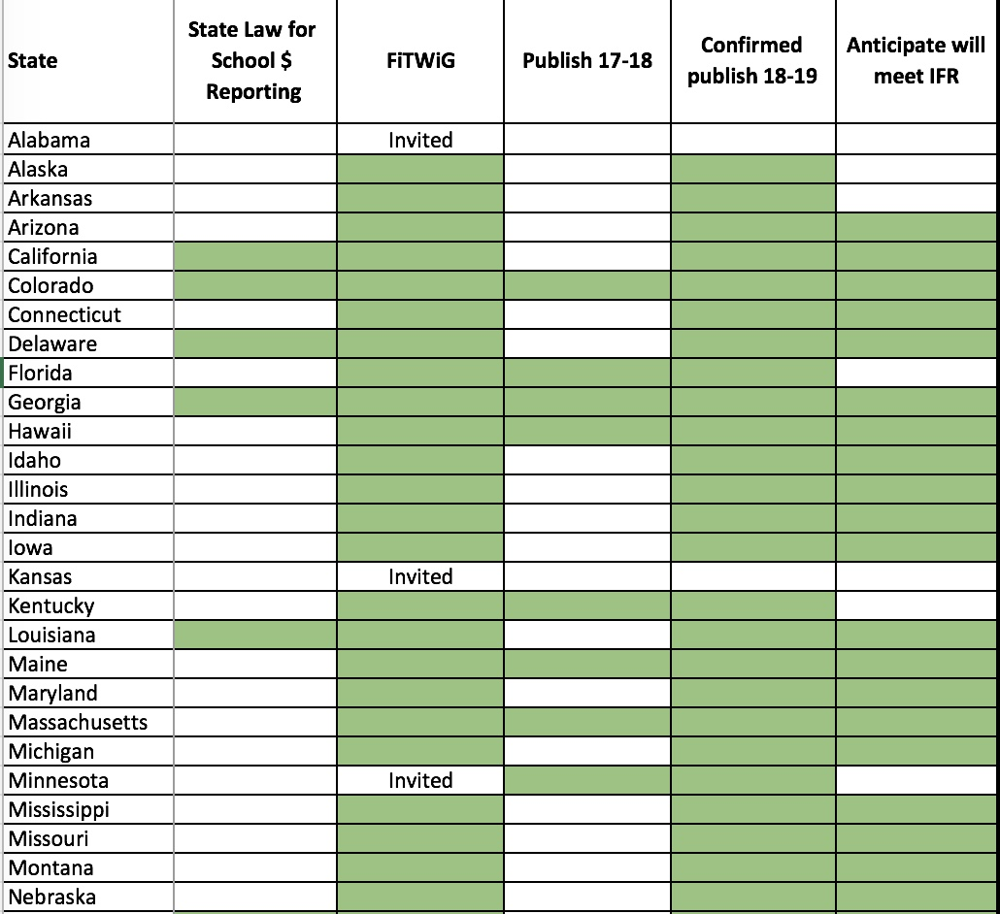 State
State Law for
School $
Reporting
FiTWiG
Publish 17-18
Confirmed
publish 18-19
Anticipate will
meet IFR
Alabama Invited
Alaska
Arkansas
Arizona
California
Colorado
Connecticut
Delaware
Florida
Georgia
Hawaii
Idaho
Illinois
Indiana
Iowa
Kansas Invited
Kentucky
Louisiana
Maine
Maryland
Massachusetts
Michigan
Minnesota Invited
Mississippi
Missouri
Montana
Nebraska